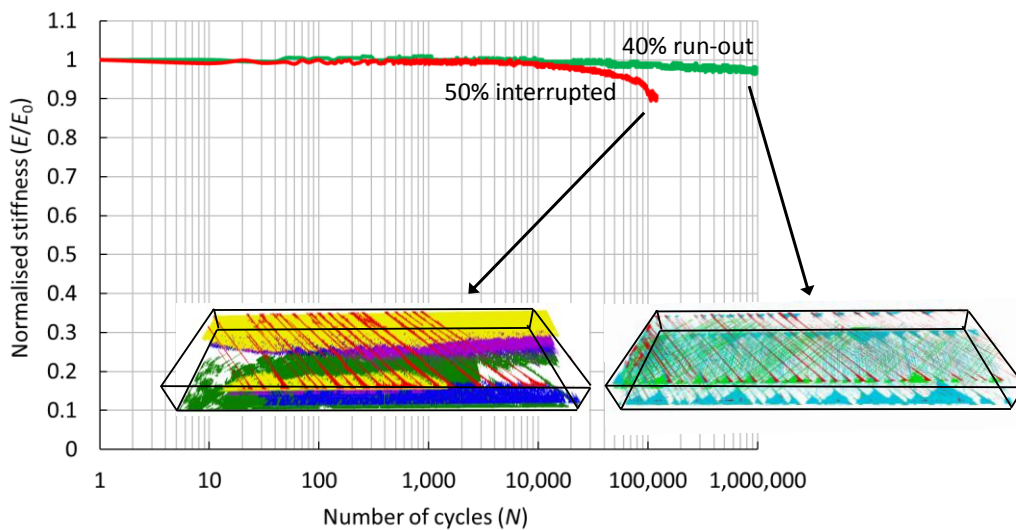 1.1
1
0.9
0.8
0.7
0.6
0.5
0.4
0.3
0.2
0.1
0
Normalised stiffness (E/E0)
40% run-out
50% interrupted
1 10 100 1,000 10,000 100,000 1,000,000
Number of cycles (N)